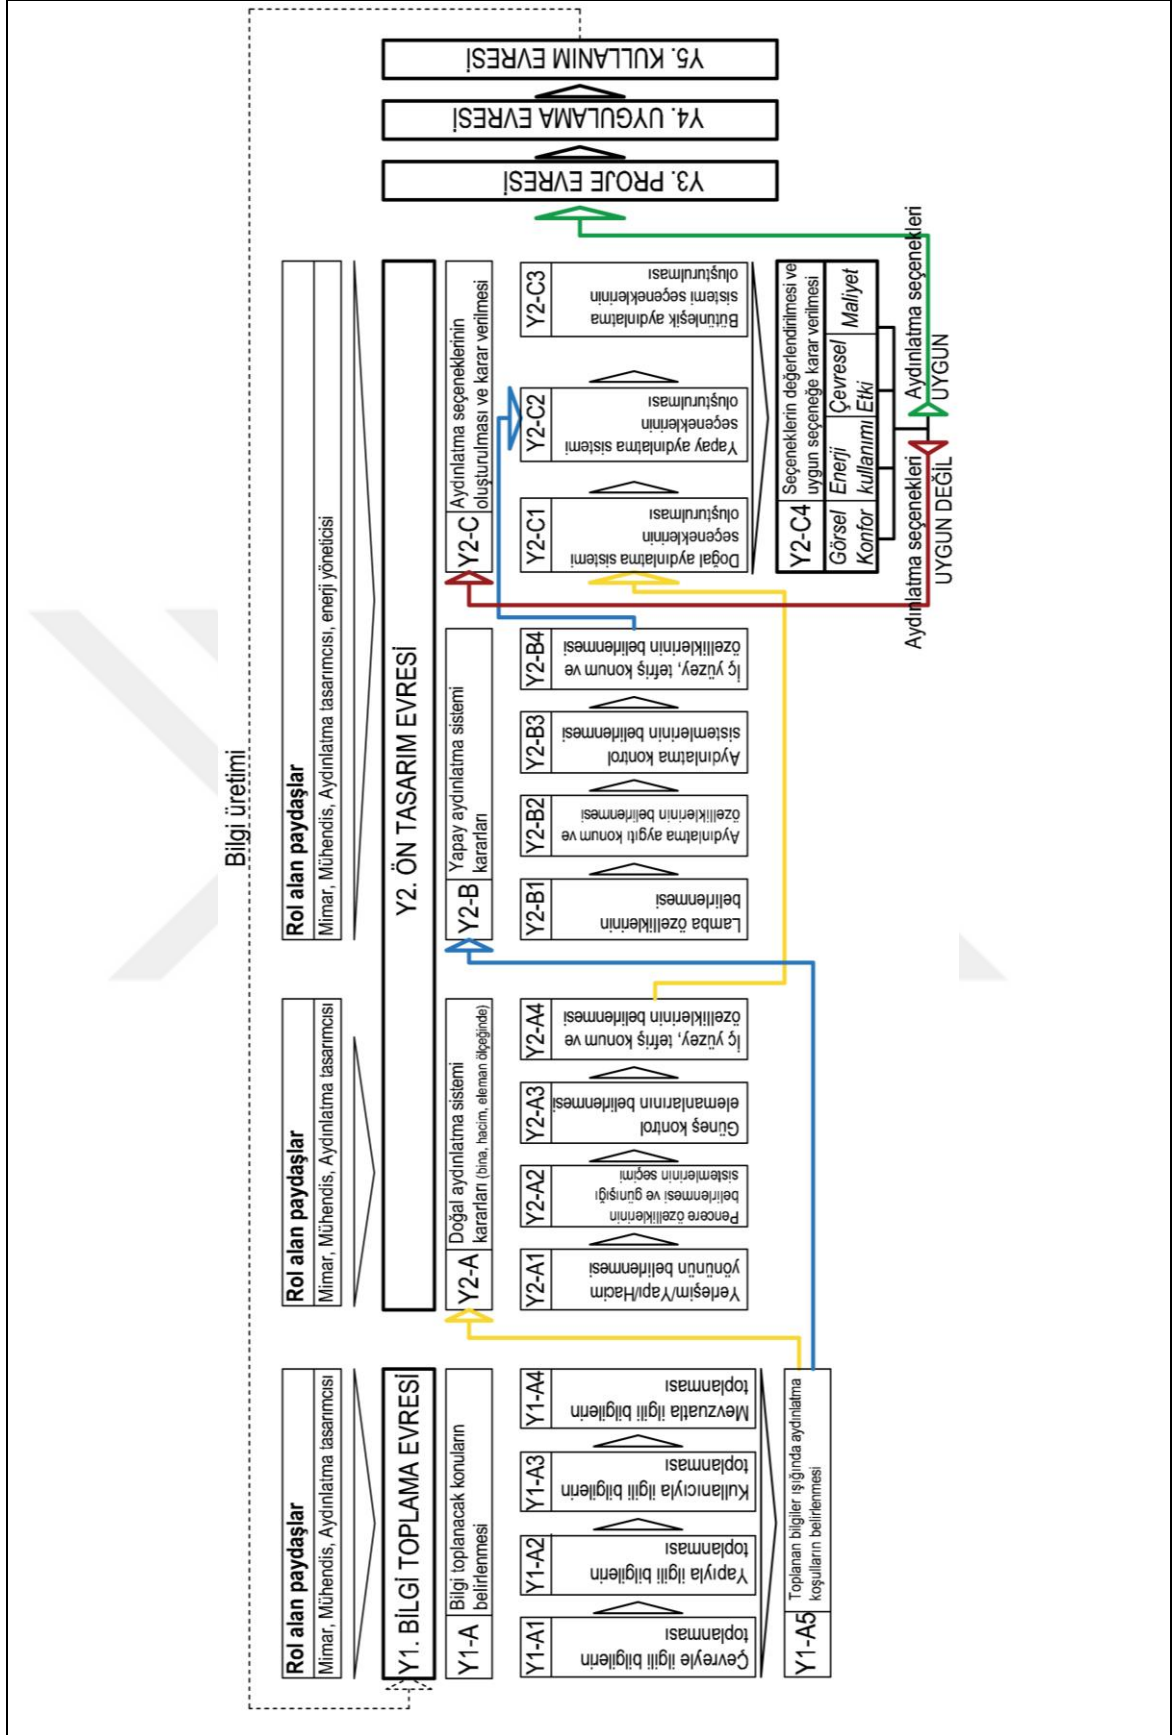 Bilgi üretimi
Rol alan paydaşlar
Mimar, Mühendis, Aydınlatma tasarımcısı
Y1. BİLGİ TOPLAMA EVRESİ
Y1-A
Bilgi toplanacak konuların
belirlenmesi
Y1-A1
Çevreyle ilgili bilgilerin
toplanması
Y1-A2
Yapıyla ilgili bilgilerin
toplanması
Y1-A3
Kullanıcıyla ilgili bilgilerin
toplanması
Y1-A4
Mevzuatla ilgili bilgilerin
toplanması
Y1-A5
Toplanan bilgiler ışığında aydınlatma
koşulların belirlenmesi
Rol alan paydaşlar
Mimar, Mühendis, Aydınlatma tasarımcısı
Rol alan paydaşlar
Mimar, Mühendis, Aydınlatma tasarımcısı, enerji yöneticisi
Y2. ÖN TASARIM EVRESİ
Y2-A
Doğal aydınlatma sistemi
kararları (bina, hacim, eleman ölçeğinde)
Y2-A1
Yerleşim/Yapı/Hacim
yönünün belirlenmesi
Y2-A2
Pencere özelliklerinin
belirlenmesi ve günışığı
sistemlerinin seçimi
Y2-A3
Güneş kontrol
elemanlarının belirlenmesi
Y2-A4
İç yüzey, tefriş konum ve
özelliklerinin belirlenmesi
Y2-B
Yapay aydınlatma sistemi
kararları
Y2-B1
Lamba özelliklerinin
belirlenmesi
Y2-B2
Aydınlatma aygıtı konum ve
özelliklerinin belirlenmesi
Y2-B3
Aydınlatma kontrol
sistemlerinin belirlenmesi
Y2-B4
İç yüzey, tefriş, konum ve
özelliklerinin belirlenmesi
Y2-C
Aydınlatma seçeneklerinin
oluşturulması ve karar verilmesi
Y2-C1
Doğal aydınlatma sistemi
seçeneklerinin
oluşturulması
Y2-C2
Yapay aydınlatma sistemi
seçeneklerinin
oluşturulması
Y2-C3
Bütünleşik aydınlatma
sistemi seçeneklerinin
oluşturulması
Y2-C4
Seçeneklerin değerlendirilmesi ve
uygun seçeneğe karar verilmesi
Görsel
Konfor
Enerji
kullanımı
Çevresel
Etki
Maliyet
Aydınlatma seçenekleri
UYGUN DEĞİL
Aydınlatma seçenekleri
UYGUN
Y3. PROJE EVRESİ
Y4. UYGULAMA EVRESİ
Y5. KULLANIM EVRESİ